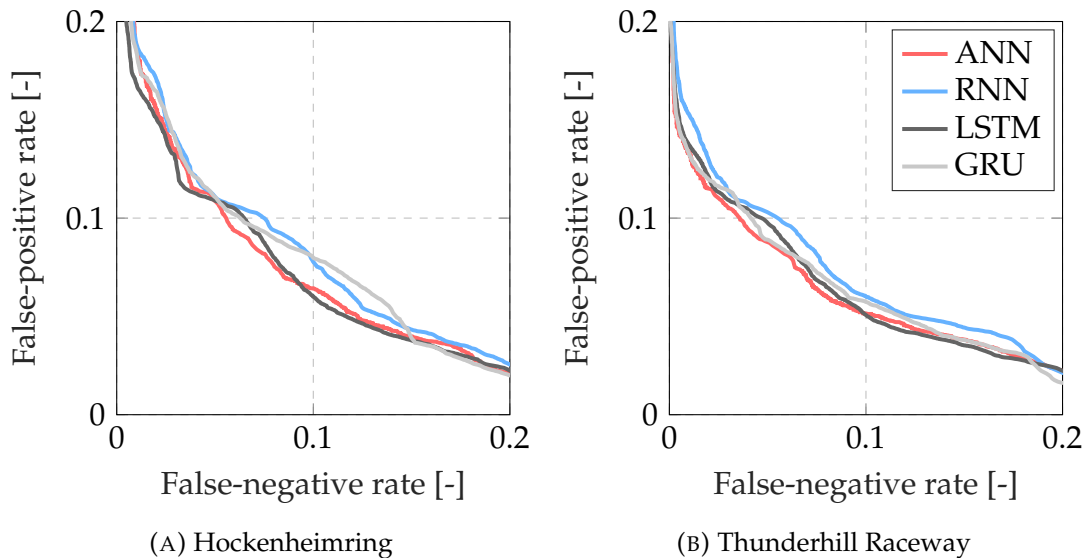 0.2
0.1
0
0
0.1
0.2
False-positive rate [-]
False-negative rate [-]
(A) Hockenheimring
0.2
0.1
0
0
0.1
0.2
False-positive rate [-]
False-negative rate [-]
ANN
RNN
LSTM
GRU
(B) Thunderhill Raceway